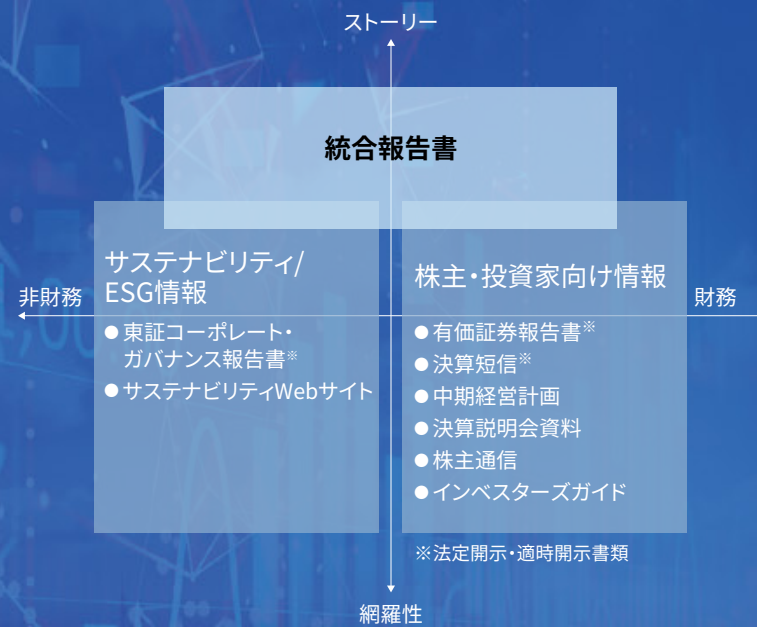 ストーリー
統合報告書
非財務
サステナビリティ/
ESG情報
●東証コーポレート・
ガバナンス報告書※
●サステナビリティWebサイト
株主・投資家向け情報
●有価証券報告書※
●決算短信※
●中期経営計画
●決算説明会資料
●株主通信
●インベスターズガイド
財務
※法定開示・適時開示書類
網羅性